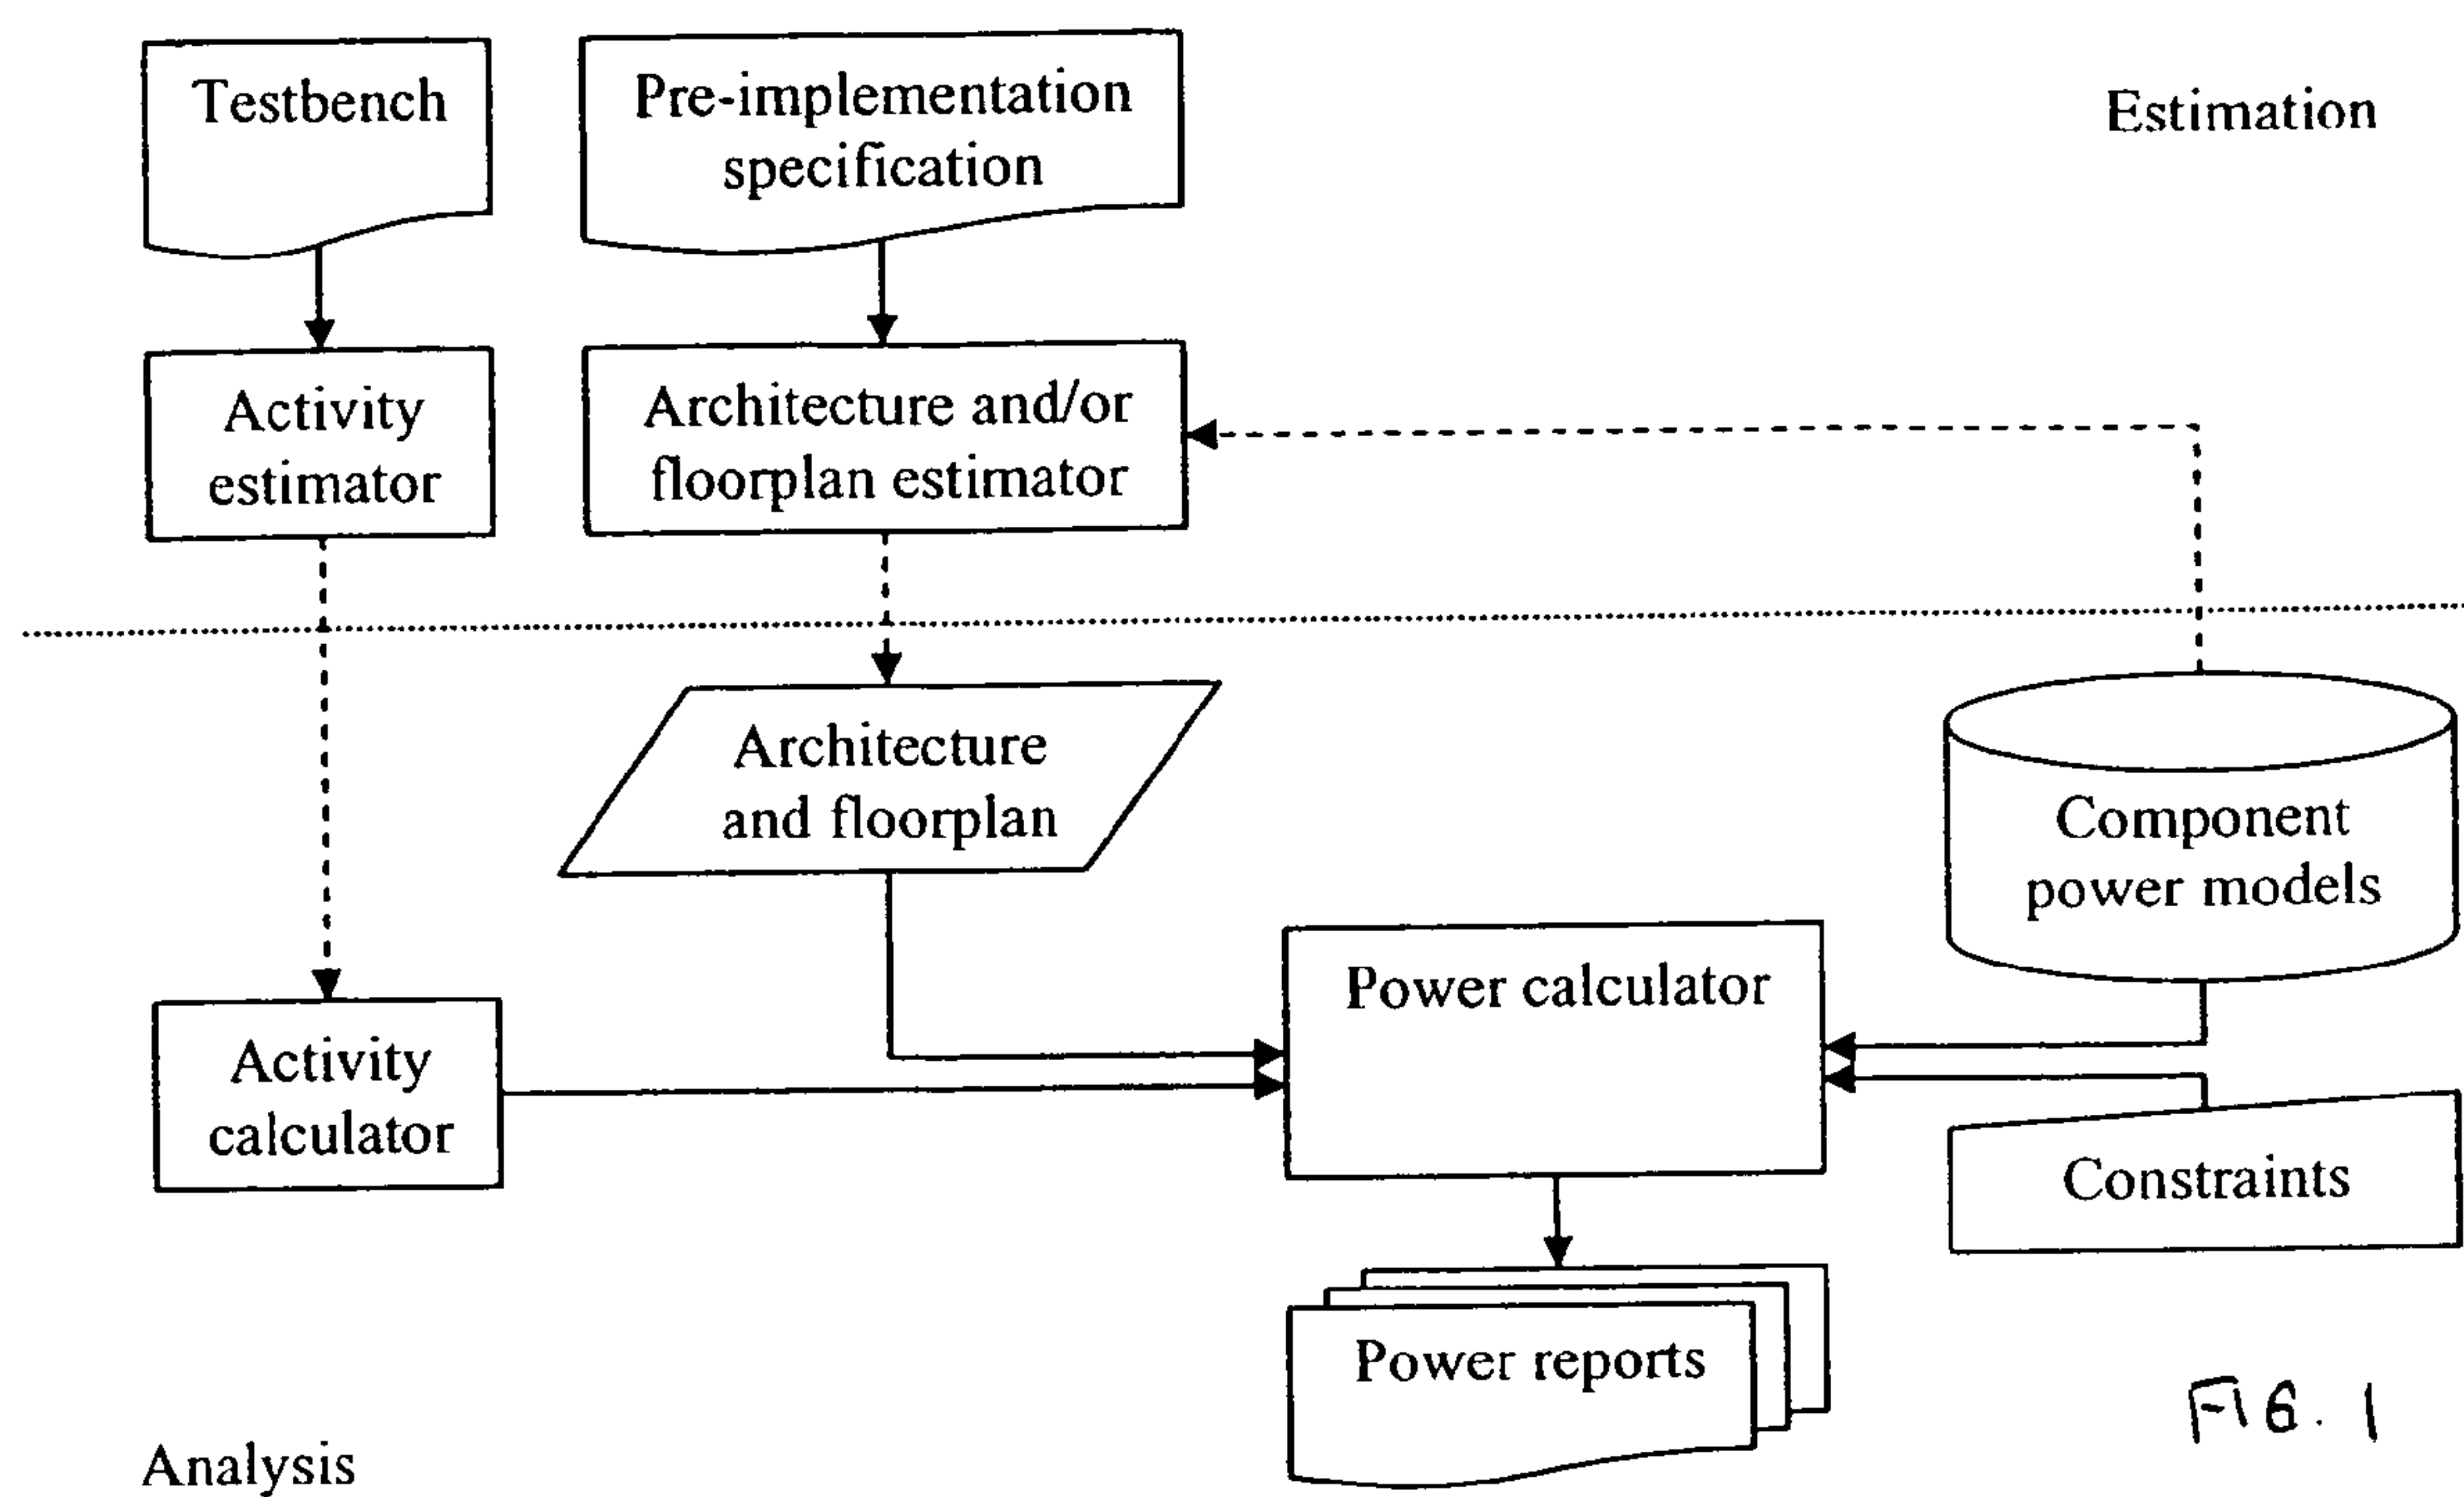 Testbench
Pre-implementation
specification
Estimation
Activity
estimator
Architecture and/or
floorplan estimator
Architecture
and floorplan
Component
power models
Power calculator
Activity
calculator
Constraints
Power reports
FIG. 1
Analysis